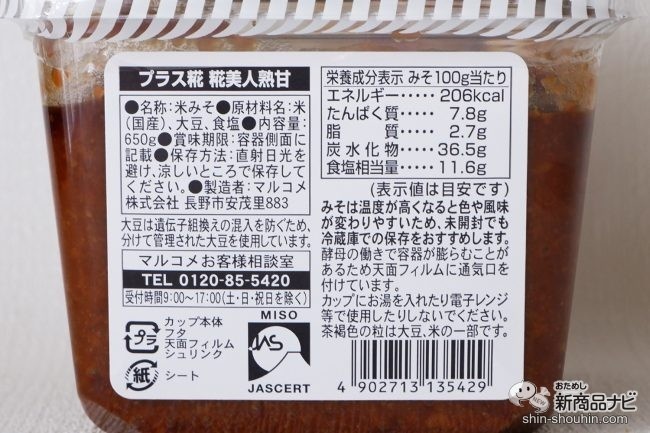 プラス糀 糀美人熟甘
●名称:米みそ●原材料名:米
(国産)、大豆、食塩●内容量:
650g●賞味期限:容器側面に
記載●保存方法:直射日光を
避け、涼しいところで保存して
ください。●製造者:マルコメ
株式会社 長野市安茂里883
大豆は遺伝子組換えの混入を防ぐため、
分けて管理された大豆を使用しています。
マルコメお客様相談室
TEL 0120-85-5420
受付時間9:00〜17:00(土・日・祝日を除く)
プラ
カップ本体
フタ
天面フィルム
シュリンク
紙
シート
MISO
JAS
JASCERT
栄養成分表示 みそ100g当たり
エネルギー・・・・・206kcal
たんぱく質・・・・・7.8g
脂質・・・・・2.7g
炭水化物・・・・・36.5g
食塩相当量・・・・・11.6g
(表示値は目安です)
みそは温度が高くなると色や風味
が変わりやすいため、未開封でも
冷蔵庫での保存をおすすめします。
酵母の働きで容器が膨らむことが
あるため天面フィルムに通気口を
付けています。
カップにお湯を入れたり電子レンジ
等で使用したりしないでください。
茶褐色の粒は大豆、米の一部です。
4 902713 135429
おためし
新商品ナビ
NEW
shin-shouhin.com